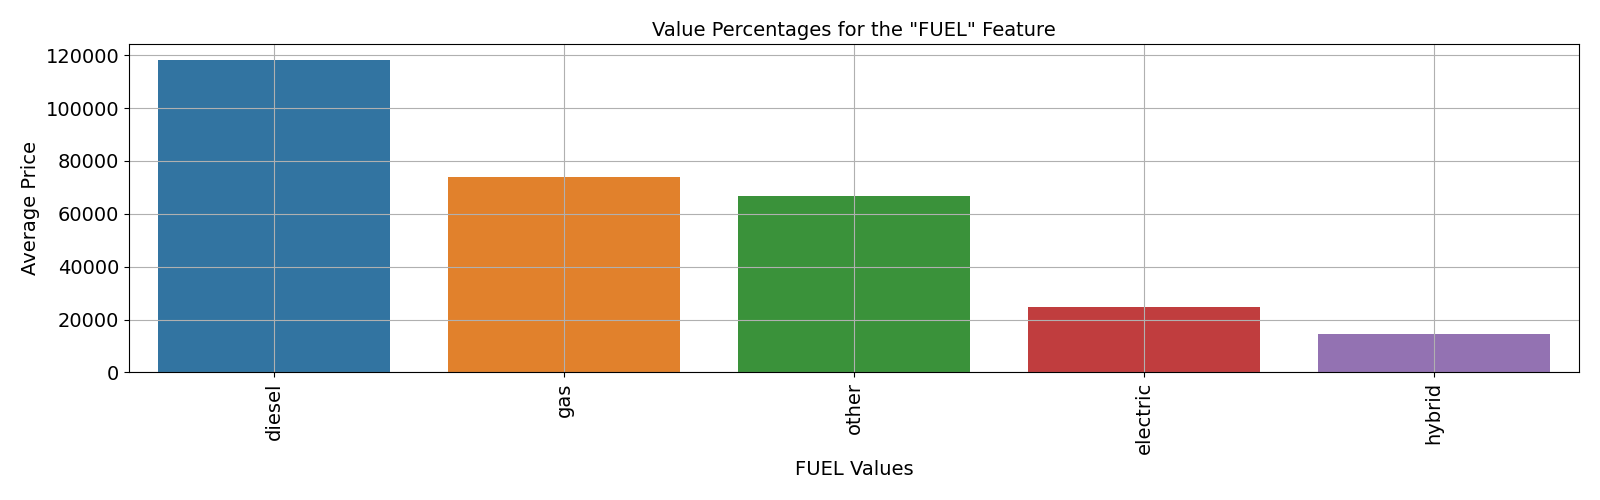 Value Percentages for the "FUEL" Feature
Average Price
120000
100000
80000
60000
40000
20000
0
diesel
gas
other
electric
hybrid
FUEL Values